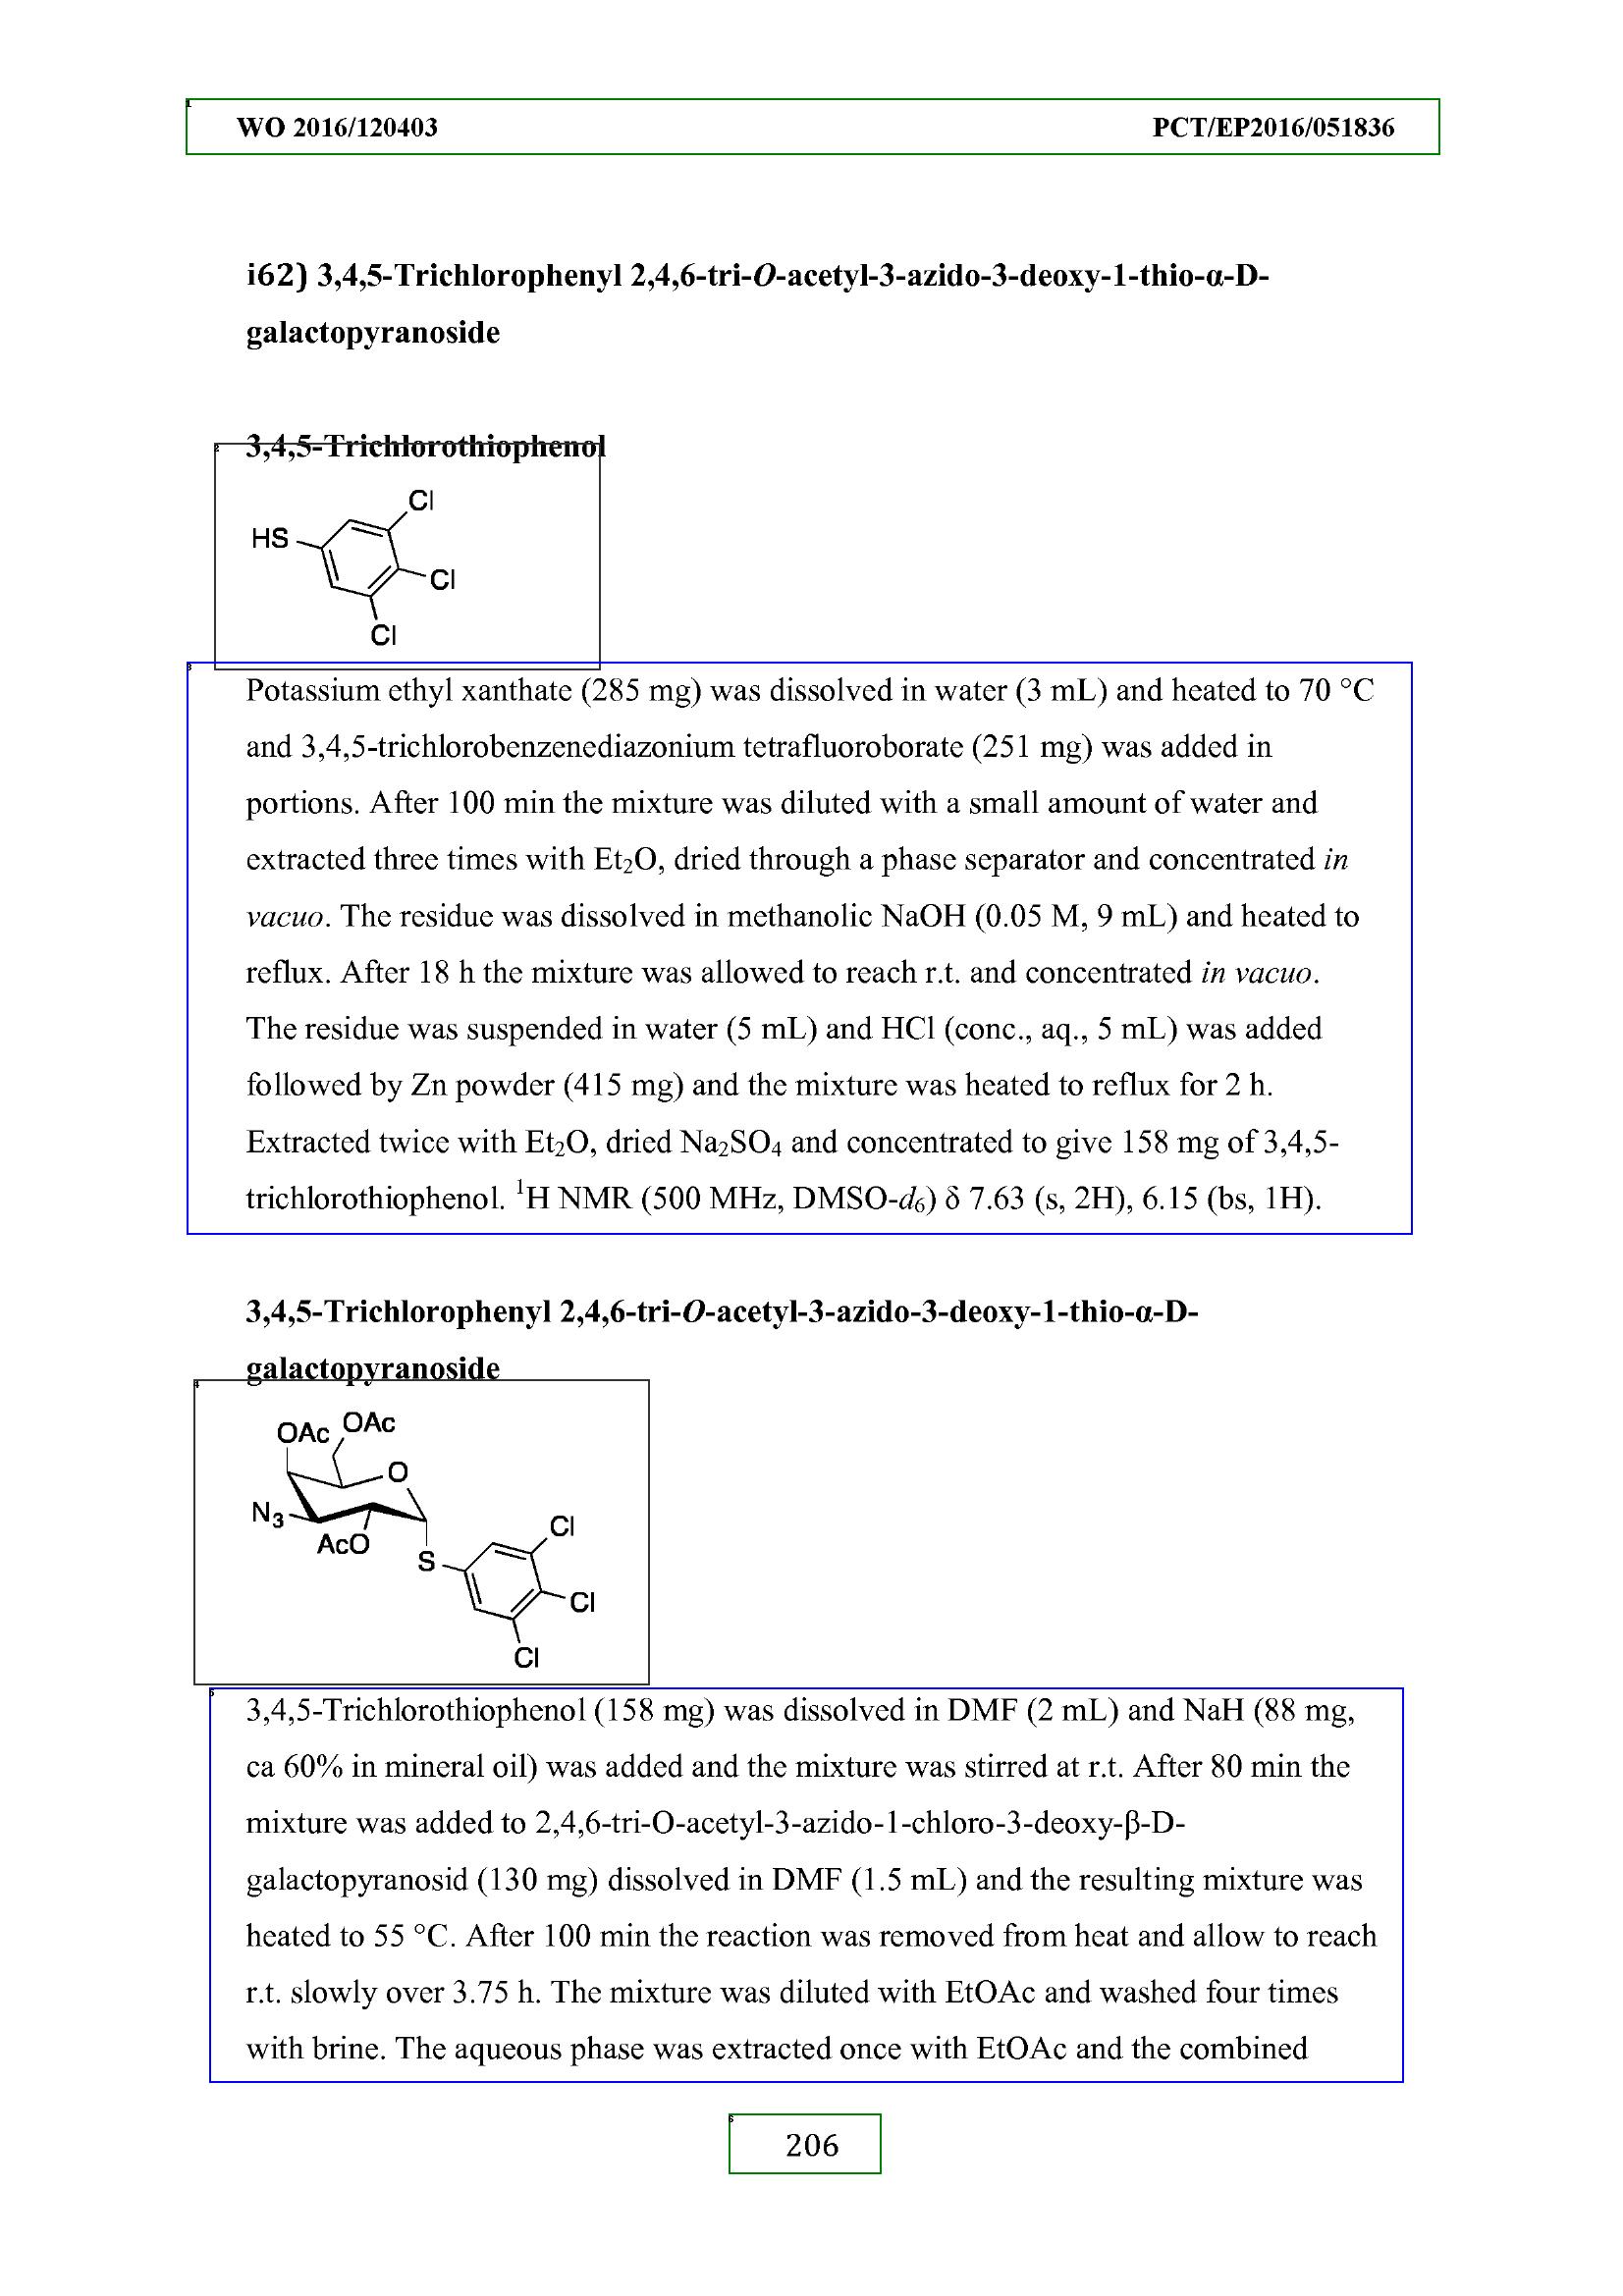 WO 2016/120403 PCT/EP2016/051836
i62) 3,4,5-Trichlorophenyl 2,4,6-tri-O-acetyl-3-azido-3-deoxy-1-thio-α-D-
galactopyranoside
3,4,5-Trichlorothiophenol
Cl
HS
Cl
Cl
Potassium ethyl xanthate (285 mg) was dissolved in water (3 mL) and heated to 70 °C
and 3,4,5-trichlorobenzenediazonium tetrafluoroborate (251 mg) was added in
portions. After 100 min the mixture was diluted with a small amount of water and
extracted three times with Et₂O, dried through a phase separator and concentrated in
vacuo. The residue was dissolved in methanolic NaOH (0.05 M, 9 mL) and heated to
reflux. After 18 h the mixture was allowed to reach r.t. and concentrated in vacuo.
The residue was suspended in water (5 mL) and HCl (conc., aq., 5 mL) was added
followed by Zn powder (415 mg) and the mixture was heated to reflux for 2 h.
Extracted twice with Et₂O, dried Na₂SO₄ and concentrated to give 158 mg of 3,4,5-
trichlorothiophenol. ¹H NMR (500 MHz, DMSO-d₆) δ 7.63 (s, 2H), 6.15 (bs, 1H).
3,4,5-Trichlorophenyl 2,4,6-tri-O-acetyl-3-azido-3-deoxy-1-thio-α-D-
galactopyranoside
OAc OAc
O
N₃
AcO
S
Cl
Cl
Cl
3,4,5-Trichlorothiophenol (158 mg) was dissolved in DMF (2 mL) and NaH (88 mg,
ca 60% in mineral oil) was added and the mixture was stirred at r.t. After 80 min the
mixture was added to 2,4,6-tri-O-acetyl-3-azido-1-chloro-3-deoxy-β-D-
galactopyranosid (130 mg) dissolved in DMF (1.5 mL) and the resulting mixture was
heated to 55 °C. After 100 min the reaction was removed from heat and allow to reach
r.t. slowly over 3.75 h. The mixture was diluted with EtOAc and washed four times
with brine. The aqueous phase was extracted once with EtOAc and the combined
206